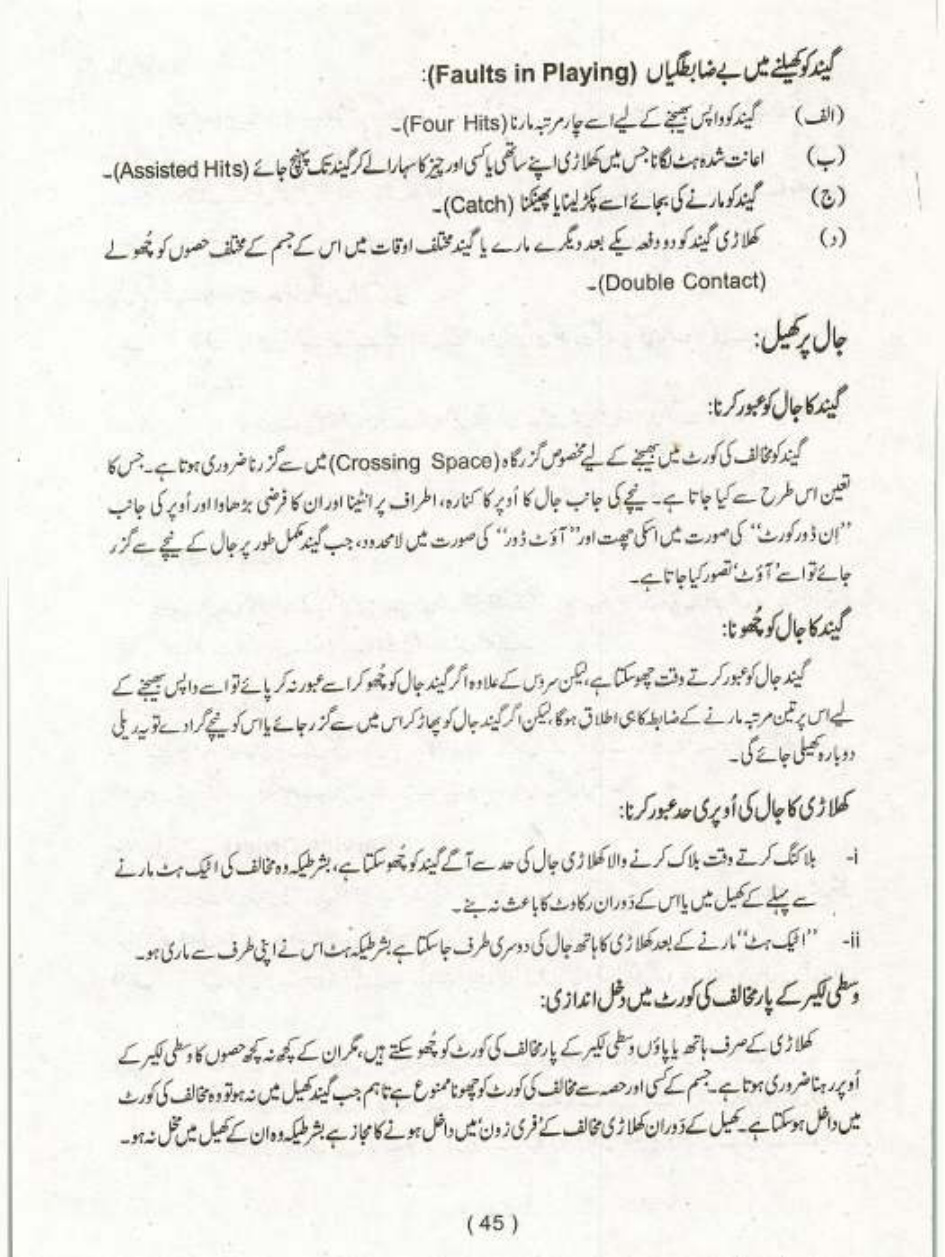 گیند کو کھیلنے میں بے ضابطگیاں (Faults in Playing):
(الف) گیند کو واپس بھیجنے کے لیے اسے چار مرتبہ مارنا (Four Hits)۔
(ب) اعانت شدہ ہٹ لگانا جس میں کھلاڑی اپنے ساتھی یا کسی اور چیز کا سہارا لے کر گیند تک پہنچ جائے (Assisted Hits)۔
(ج) گیند کو مارنے کی بجائے اسے پکڑ لینا یا پھینکنا (Catch)۔
(د) کھلاڑی گیند کو دو دفعہ یکے بعد دیگرے مارے یا گیند مختلف اوقات میں اس کے جسم کے مختلف حصوں کو چُھولے
(Double Contact)۔
جال پر کھیل:
گیند کا جال کو عبور کرنا:
گیند کو مخالف کی کورٹ میں بھیجنے کے لیے مخصوص گزرگاہ (Crossing Space) میں سے گزرنا ضروری ہوتا ہے۔ جس کا
تعین اس طرح سے کیا جاتا ہے۔ نیچے کی جانب جال کا اُوپر کا کنارہ، اطراف پر انٹینا اور ان کا فرضی بڑھاوا اور اُوپر کی جانب
"اِن ڈور کورٹ" کی صورت میں اسکی چھت اور "آؤٹ ڈور" کی صورت میں لامحدود، جب گیند مکمل طور پر جال کے نیچے سے گزر
جائے تو اسے 'آؤٹ' تصور کیا جاتا ہے۔
گیند کا جال کو چُھونا:
گیند جال کو عبور کرتے وقت چھو سکتا ہے، لیکن سروس کے علاوہ اگر گیند جال کو چُھو کر اسے عبور نہ کر پائے تو اسے واپس بھیجنے کے
لیے اس پر تین مرتبہ مارنے کے ضابطہ کا ہی اطلاق ہوگا، لیکن اگر گیند جال کو پھاڑ کر اس میں سے گزر جائے یا اس کو نیچے گرا دے تو یہ ریلی
دوبارہ کھیلی جائے گی۔
کھلاڑی کا جال کی اُوپری حد عبور کرنا:
i- بلاکنگ کرتے وقت بلاک کرنے والا کھلاڑی جال کی حد سے آگے گیند کو چُھو سکتا ہے، بشرطیکہ وہ مخالف کی اٹیک ہٹ مارنے
سے پہلے کے کھیل میں یا اس کے دَوران رکاوٹ کا باعث نہ بنے۔
ii- "اٹیک ہٹ" مارنے کے بعد کھلاڑی کا ہاتھ جال کی دوسری طرف جا سکتا ہے بشرطیکہ ہٹ اس نے اپنی طرف سے ماری ہو۔
وسطی لکیر کے پار مخالف کی کورٹ میں دخل اندازی:
کھلاڑی کے صرف ہاتھ یا پاؤں وسطی لکیر کے پار مخالف کی کورٹ کو چُھو سکتے ہیں، مگر ان کے کچھ نہ کچھ حصوں کا وسطی لکیر کے
اُوپر رہنا ضروری ہوتا ہے۔ جسم کے کسی اور حصہ سے مخالف کی کورٹ کو چھونا ممنوع ہے تاہم جب گیند کھیل میں نہ ہو تو وہ مخالف کی کورٹ
میں داخل ہو سکتا ہے۔ کھیل کے دَوران کھلاڑی مخالف کے 'فری زون' میں داخل ہونے کا مجاز ہے بشرطیکہ وہ ان کے کھیل میں مخل نہ ہو۔
(45)